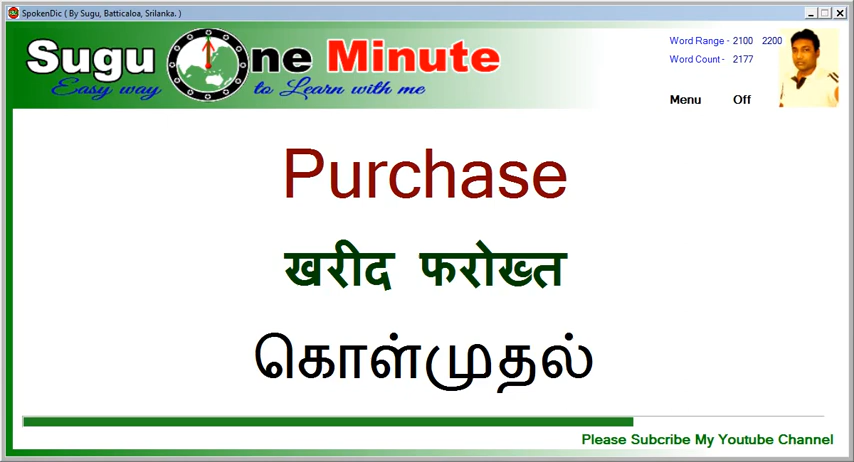 SpokenDic ( By Sugu, Batticaloa, Srilanka. )
Sugu One Minute
Easy way to Learn with me
Word Range - 2100 2200
Word Count - 2177
Menu Off
Purchase
खरीद फरोख्त
கொள்முதல்
Please Subcribe My Youtube Channel